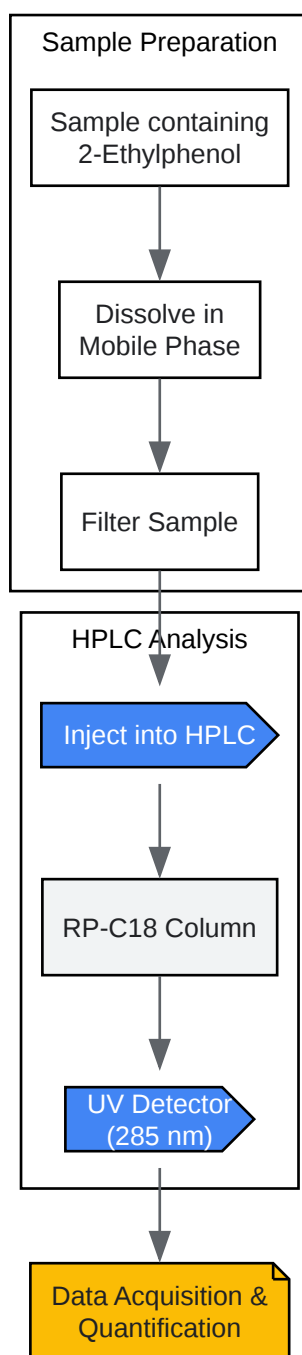 Sample Preparation
Sample containing
2-Ethylphenol
Dissolve in
Mobile Phase
Filter Sample
HPLC Analysis
Inject into HPLC
RP-C18 Column
UV Detector
(285 nm)
Data Acquisition &
Quantification